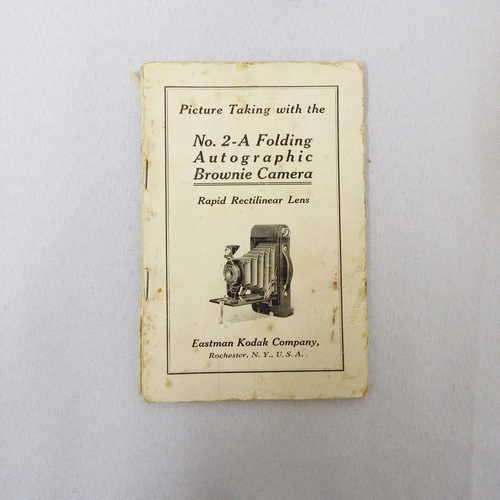 Picture Taking with the
No. 2-A Folding
Autographic
Brownie Camera
Rapid Rectilinear Lens
Eastman Kodak Company,
Rochester, N. Y., U. S. A.